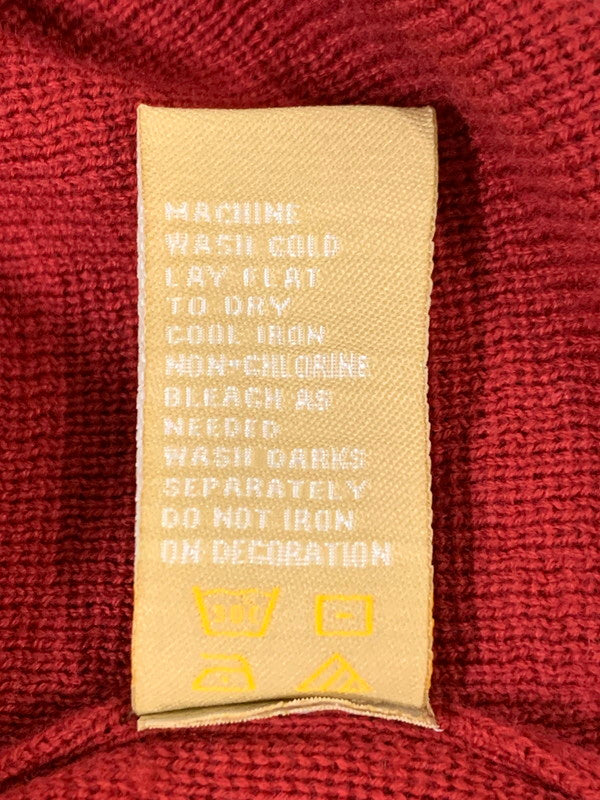 MACHINE
WASH COLD
LAY FLAT
TO DRY
COOL IRON
NON-CHLORINE
BLEACH AS
NEEDED
WASH DARKS
SEPARATELY
DO NOT IRON
ON DECORATION